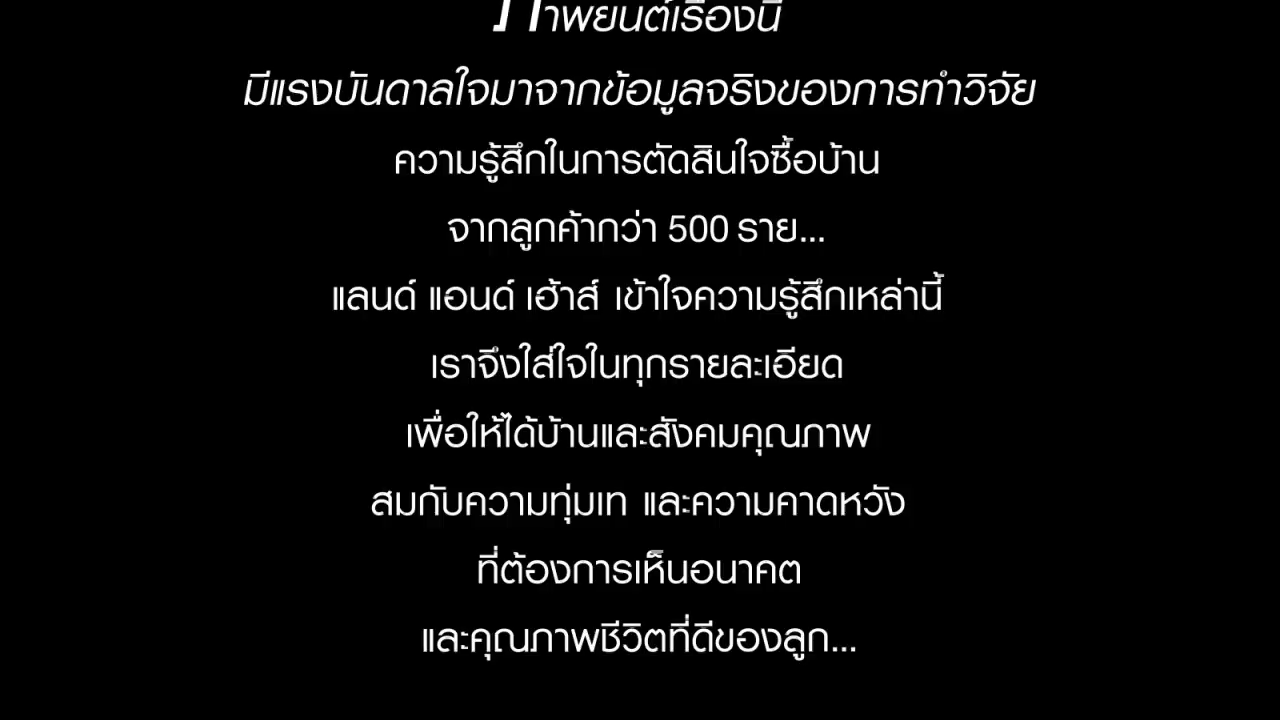 ภาพยนต์เรื่องนี้
มีแรงบันดาลใจมาจากข้อมูลจริงของการทำวิจัย
ความรู้สึกในการตัดสินใจซื้อบ้าน
จากลูกค้ากว่า 500 ราย...
แลนด์ แอนด์ เฮ้าส์ เข้าใจความรู้สึกเหล่านี้
เราจึงใส่ใจในทุกรายละเอียด
เพื่อให้ได้บ้านและสังคมคุณภาพ
สมกับความทุ่มเท และความคาดหวัง
ที่ต้องการเห็นอนาคต
และคุณภาพชีวิตที่ดีของลูก...